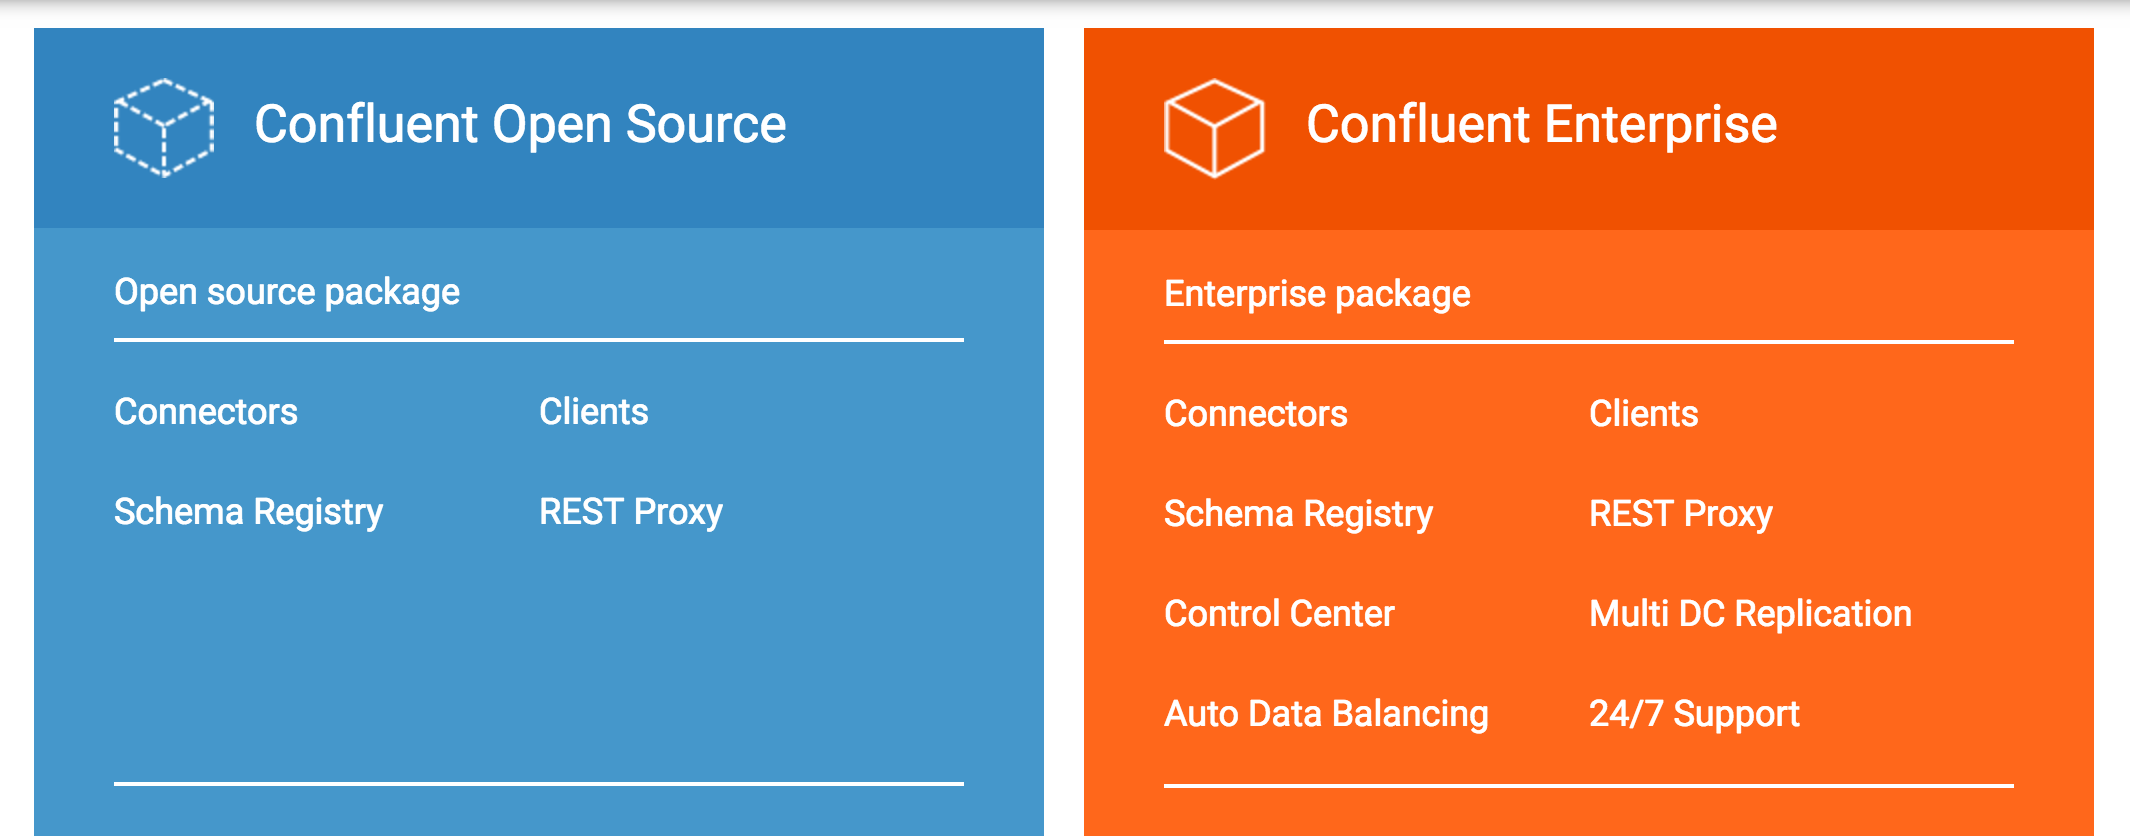 Confluent Open Source
Open source package
Connectors Clients
Schema Registry REST Proxy
Confluent Enterprise
Enterprise package
Connectors Clients
Schema Registry REST Proxy
Control Center Multi DC Replication
Auto Data Balancing 24/7 Support